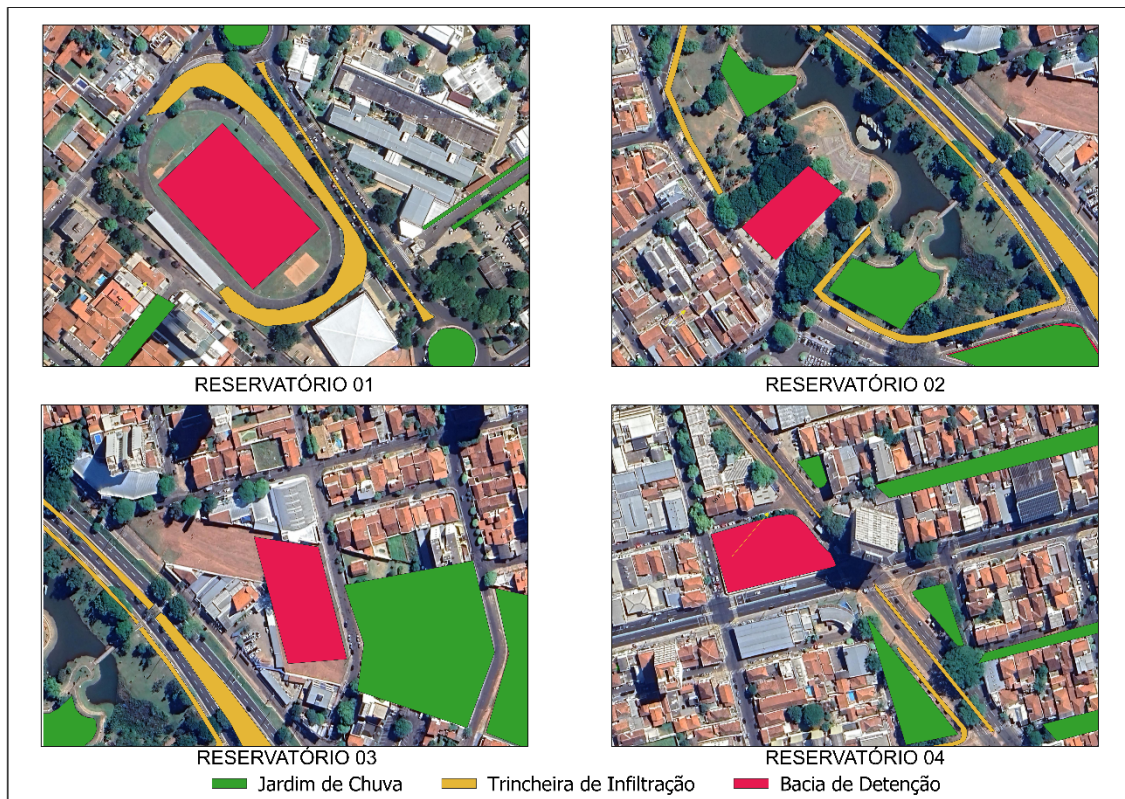 RESERVATÓRIO 01
RESERVATÓRIO 02
RESERVATÓRIO 03
RESERVATÓRIO 04
Jardim de Chuva
Trincheira de Infiltração
Bacia de Detenção